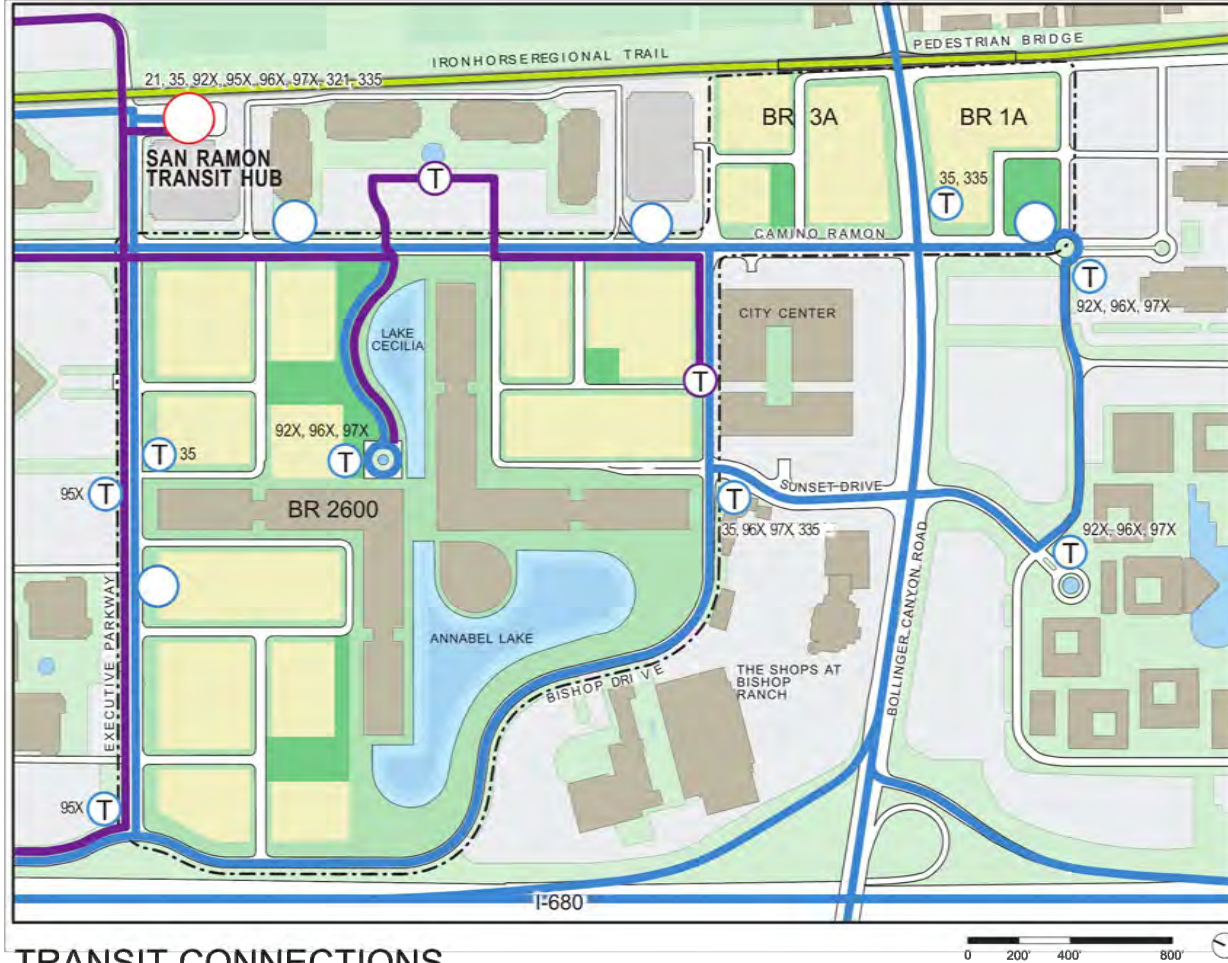 IRONHORSEREGIONAL TRAIL
PEDESTRIAN BRIDGE
21, 35, 92X, 95X, 96X, 97X, 321, 335
SAN RAMON
TRANSIT HUB
BR 3A
BR 1A
T
35, 335
T
CAMINO RAMON
T
92X, 96X, 97X
CITY CENTER
LAKE
CECILIA
T
92X, 96X, 97X
T
T 35
95X T
BR 2600
SUNSET DRIVE
T
35, 96X, 97X, 335
92X, 96X, 97X
T
EXECUTIVE PARKWAY
ANNABEL LAKE
BISHOP DRIVE
THE SHOPS AT
BISHOP
RANCH
BOLLINGER CANYON ROAD
95X T
I-680
TRANSIT CONNECTIONS
0 200' 400' 800'